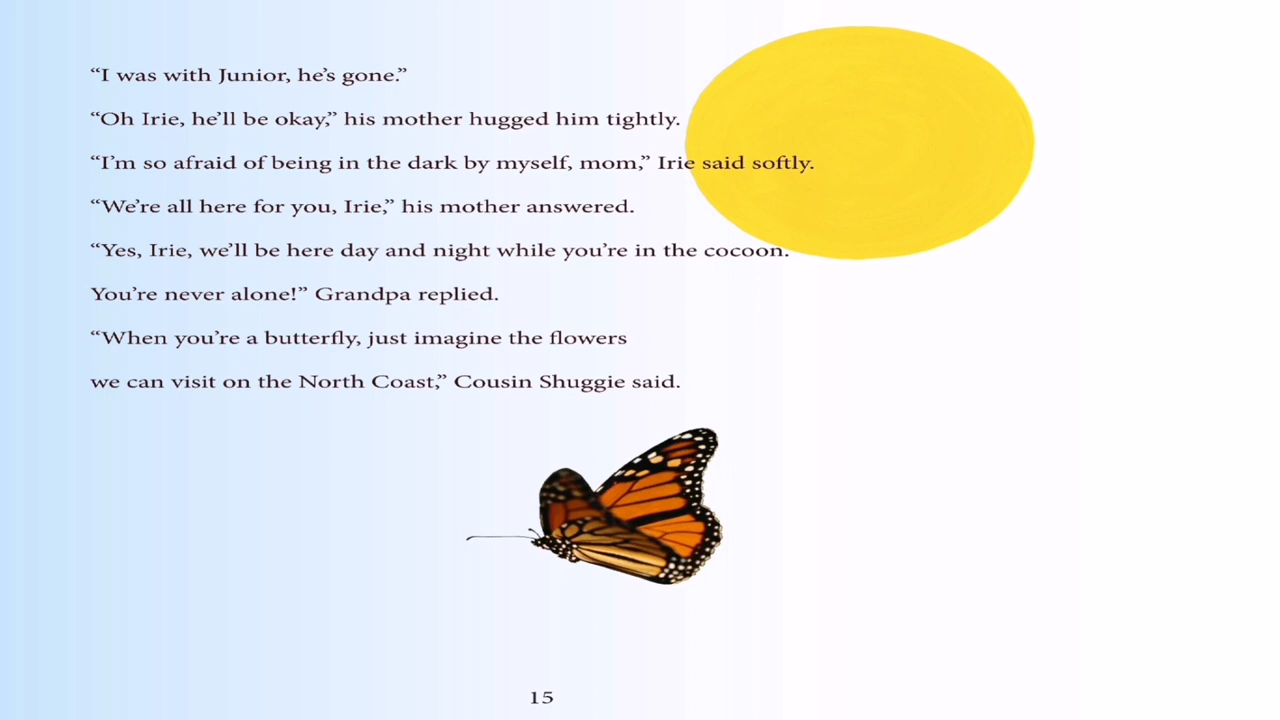 “I was with Junior, he’s gone.”
“Oh Irie, he’ll be okay,” his mother hugged him tightly.
“I’m so afraid of being in the dark by myself, mom,” Irie said softly.
“We’re all here for you, Irie,” his mother answered.
“Yes, Irie, we’ll be here day and night while you’re in the cocoon.
You’re never alone!” Grandpa replied.
“When you’re a butterfly, just imagine the flowers
we can visit on the North Coast,” Cousin Shuggie said.
15